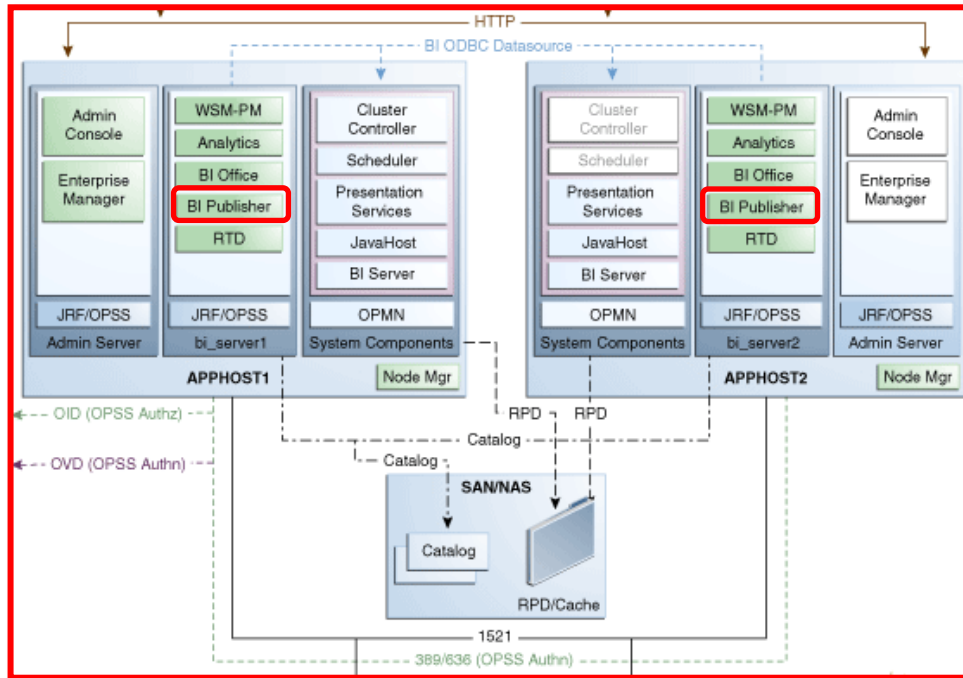 HTTP
BI ODBC Datasource
Admin
Console
Enterprise
Manager
JRF/OPSS
Admin Server
WSM-PM
Analytics
BI Office
BI Publisher
RTD
JRF/OPSS
bi_server1
Cluster
Controller
Scheduler
Presentation
Services
JavaHost
BI Server
OPMN
System Components
APPHOST1
Node Mgr
Cluster
Controller
Scheduler
Presentation
Services
JavaHost
BI Server
OPMN
System Components
WSM-PM
Analytics
BI Office
BI Publisher
RTD
JRF/OPSS
bi_server2
Admin
Console
Enterprise
Manager
JRF/OPSS
Admin Server
APPHOST2
Node Mgr
OID (OPSS Authz)
OVD (OPSS Authn)
RPD
RPD
Catalog
Catalog
SAN/NAS
Catalog
RPD/Cache
1521
389/636 (OPSS Authn)